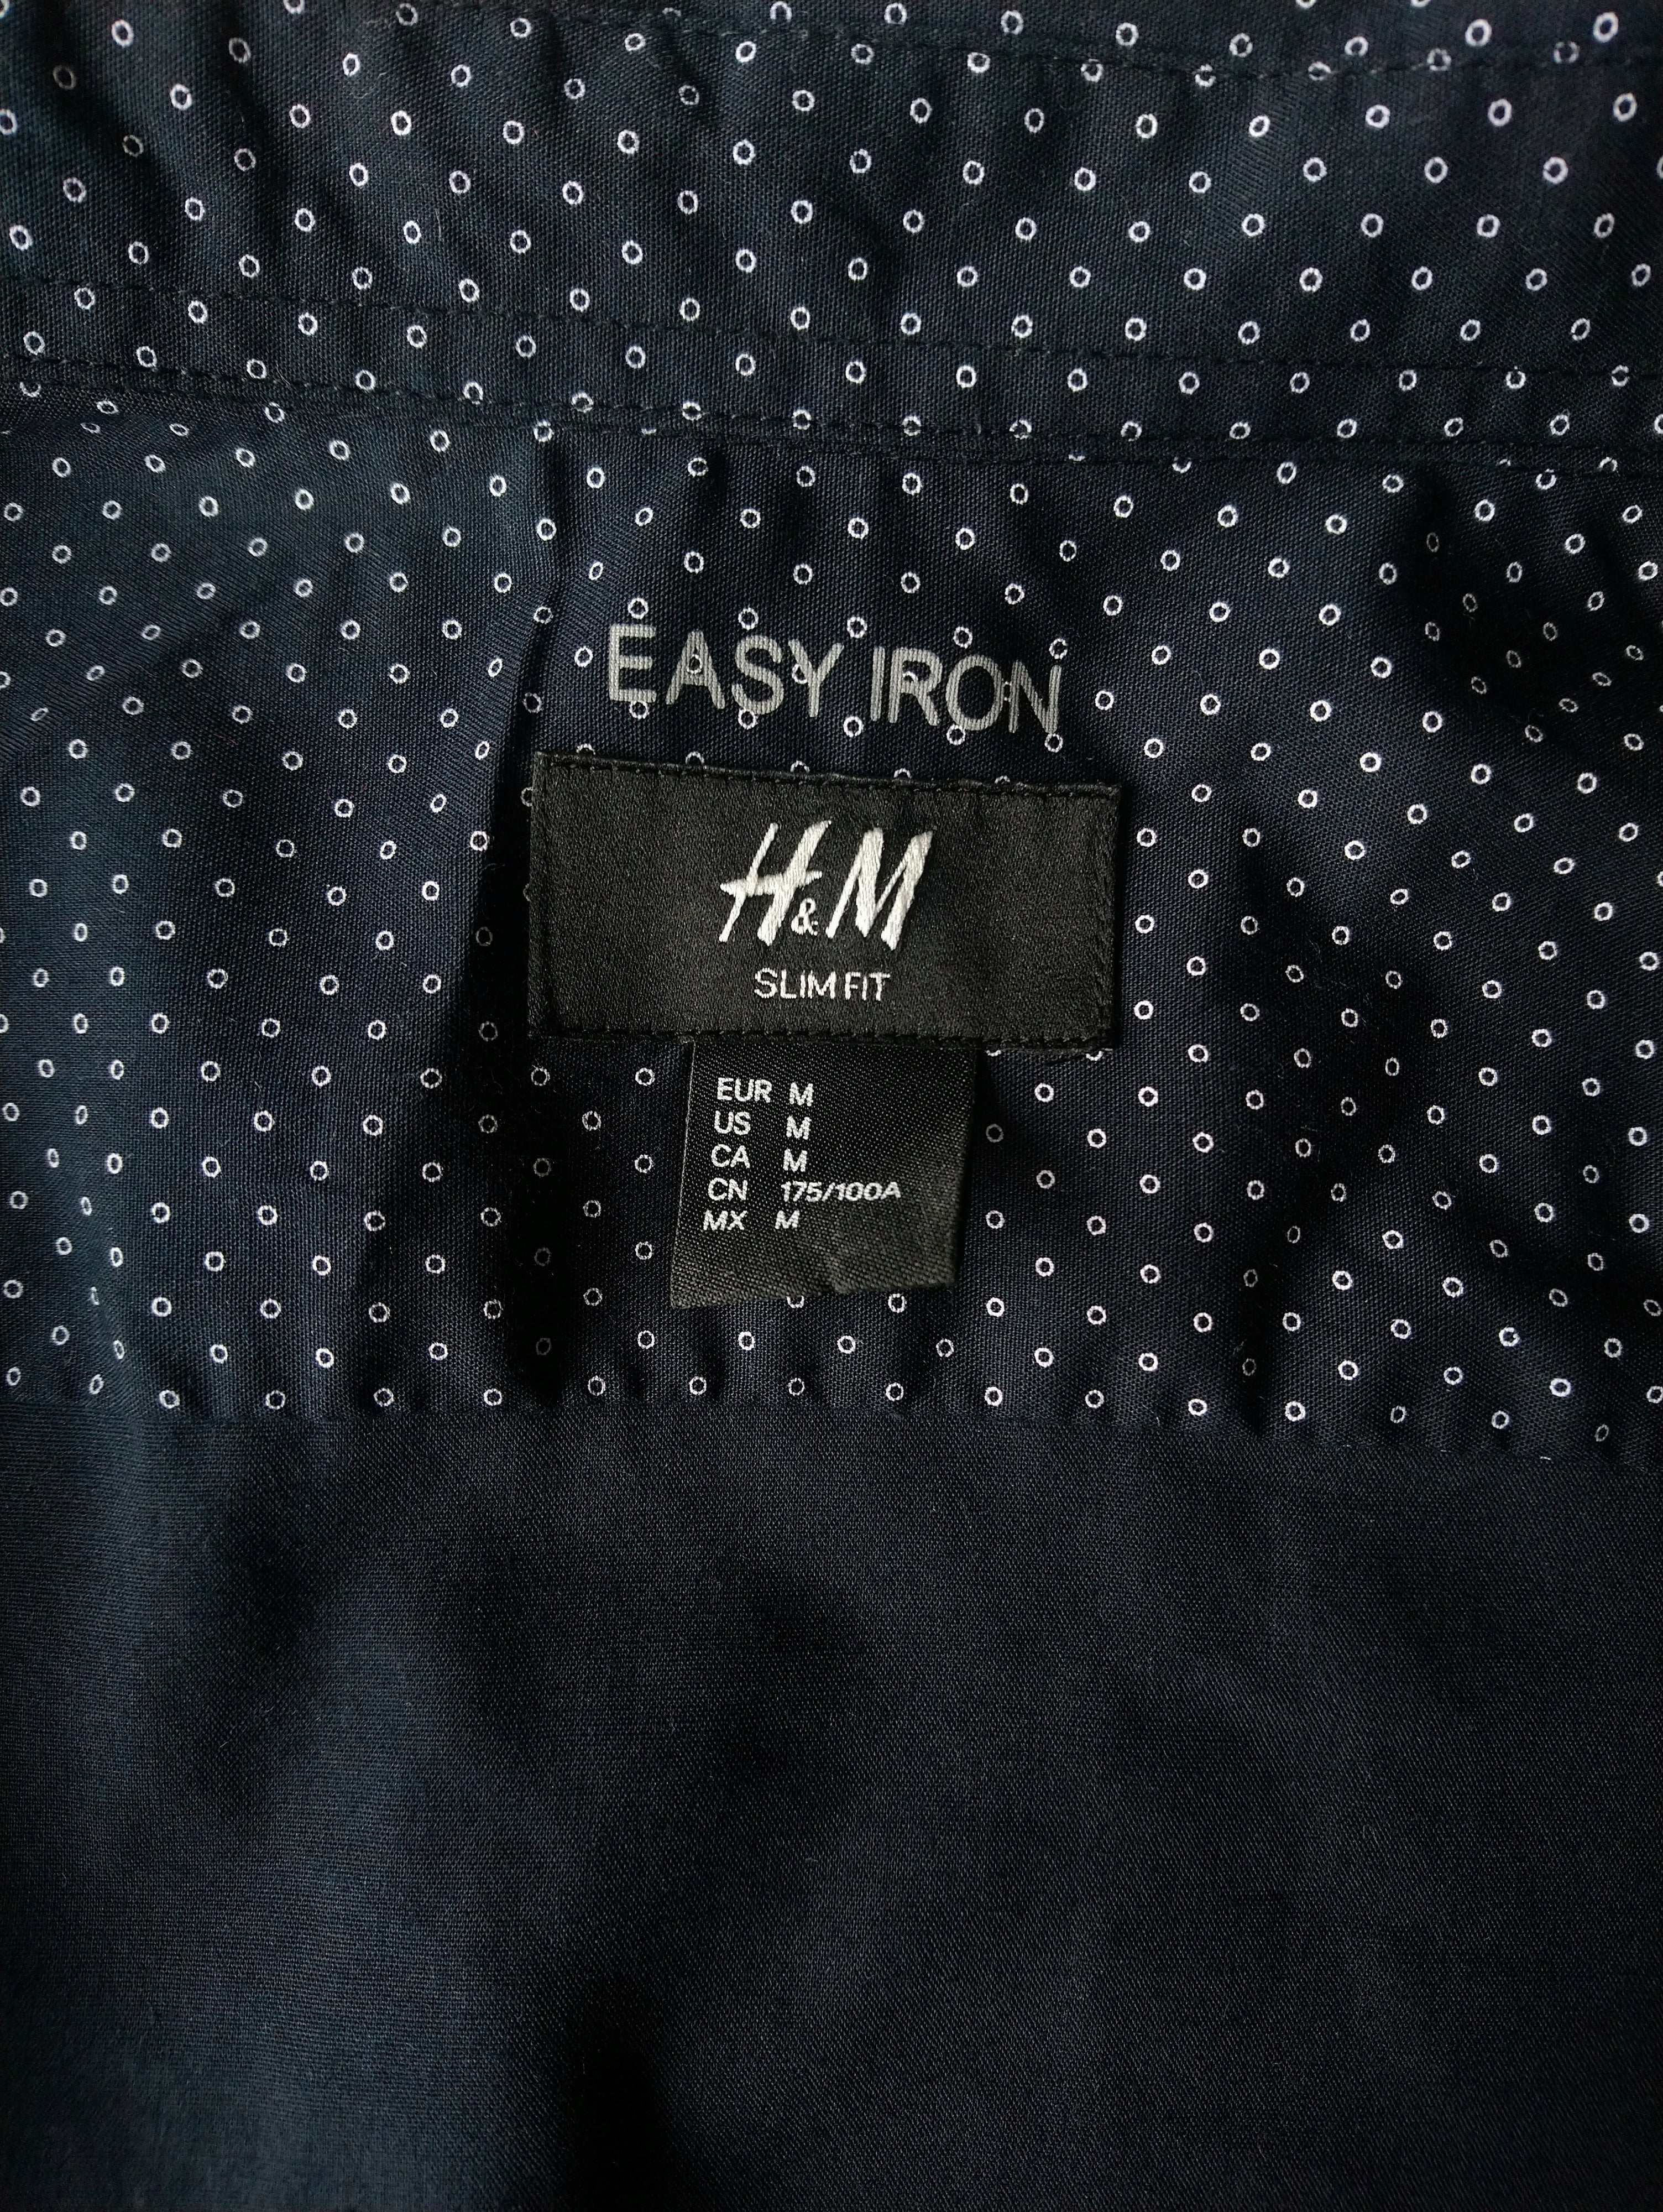 EASY IRON
H&M
SLIM FIT
EUR M
US M
CA M
CN 175/100A
MX M